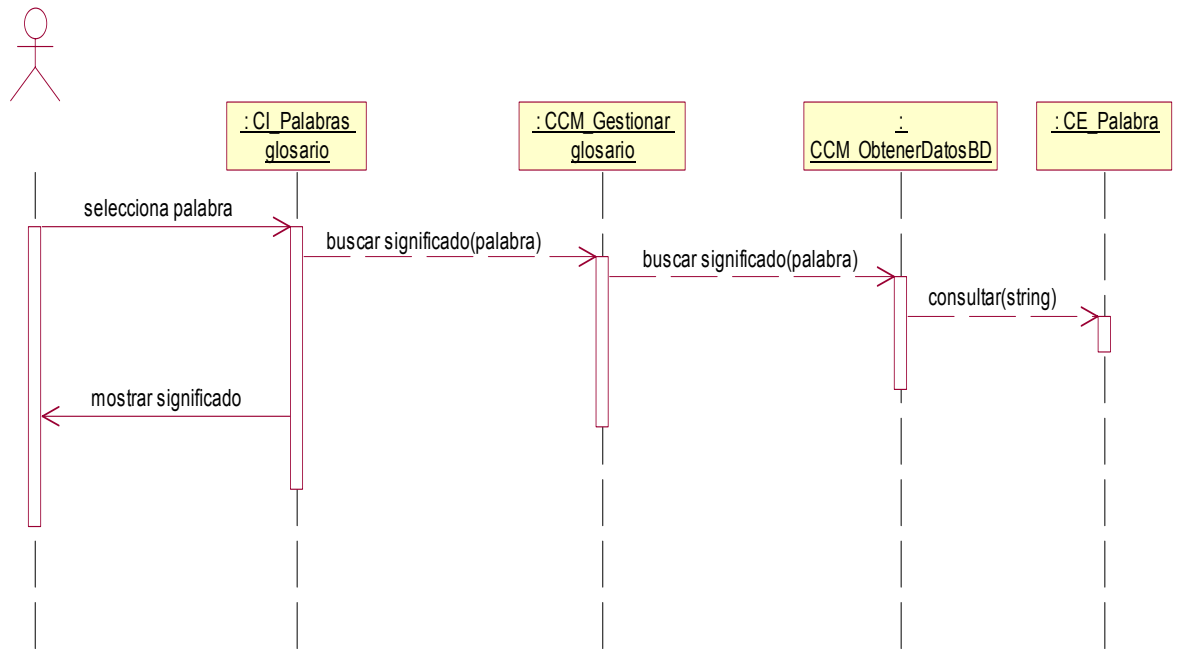 : CI_Palabras
glosario
: CCM_Gestionar
glosario
:
CCM_ObtenerDatosBD
: CE_Palabra
selecciona palabra
buscar significado(palabra)
buscar significado(palabra)
consultar(string)
mostrar significado